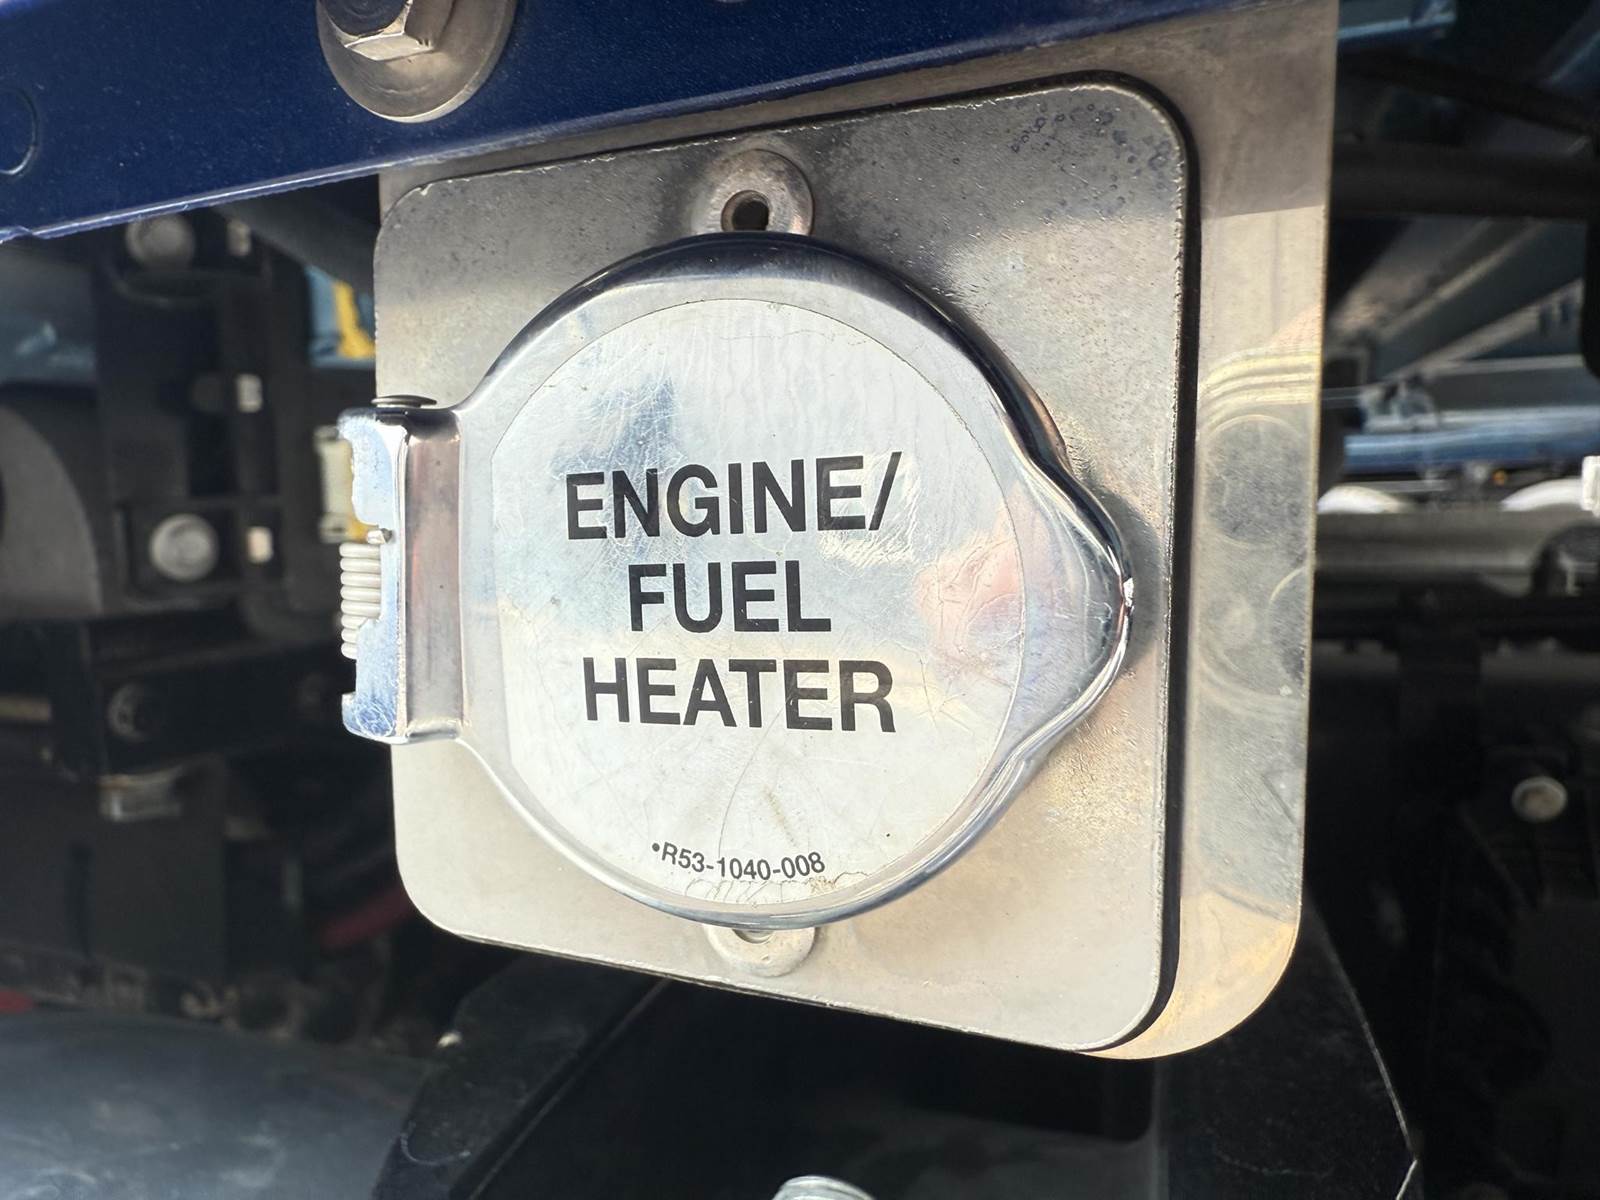 ENGINE/
FUEL
HEATER
•R53-1040-008